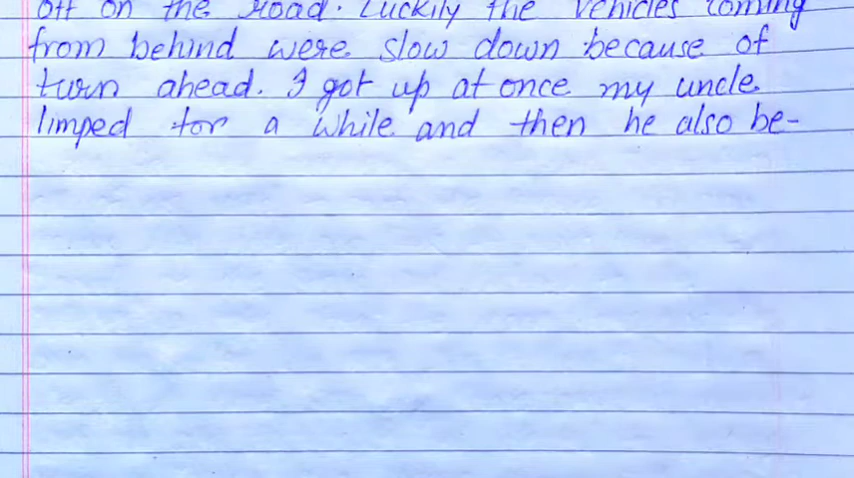 off on the road. Luckily the vehicles coming
from behind were slow down because of
turn ahead. I got up at once my uncle
limped for a while and then he also be-